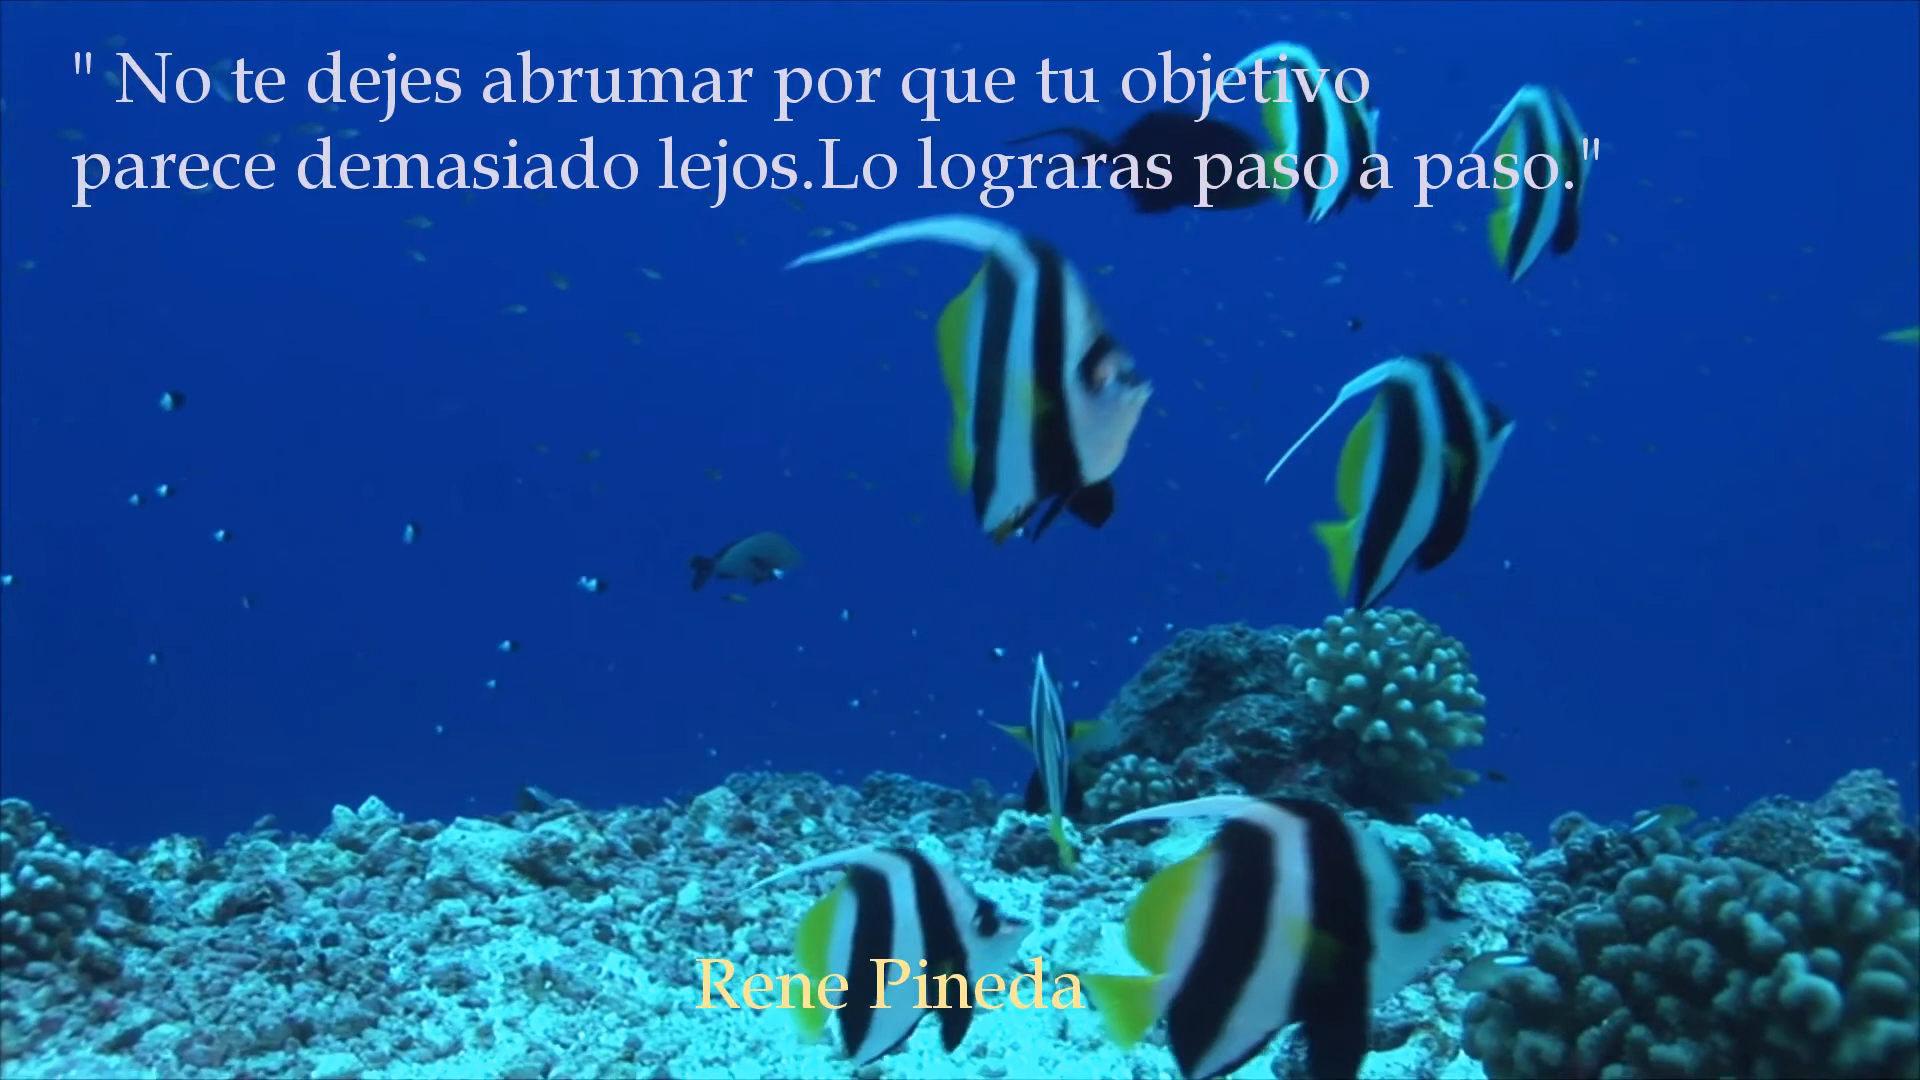 " No te dejes abrumar por que tu objetivo
parece demasiado lejos.Lo lograras paso a paso."
Rene Pineda